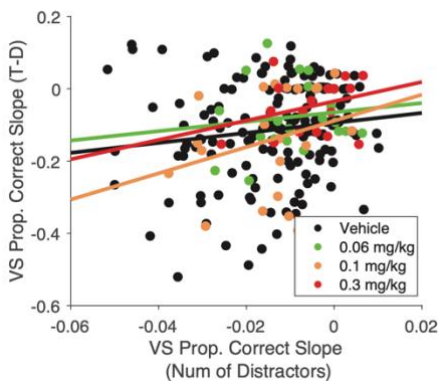 VS Prop. Correct Slope (T-D)
0.2
0
-0.2
-0.4
-0.6
Vehicle
0.06 mg/kg
0.1 mg/kg
0.3 mg/kg
-0.06
-0.04
-0.02
0
0.02
VS Prop. Correct Slope
(Num of Distractors)